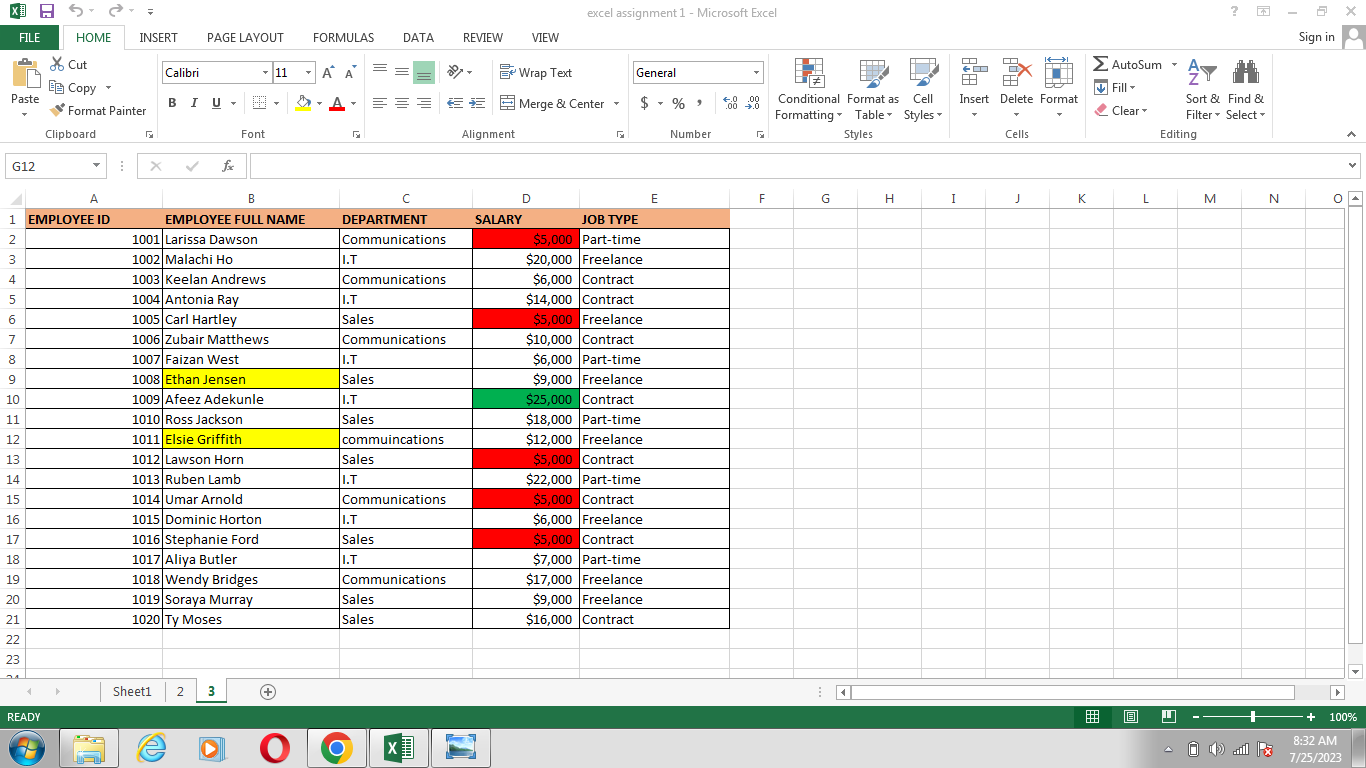 excel assignment 1 - Microsoft Excel
FILE HOME INSERT PAGE LAYOUT FORMULAS DATA REVIEW VIEW Sign in
Paste Cut Copy Format Painter
Calibri 11 B I U
Wrap Text Merge & Center
General $ % ,
Conditional Formatting Format as Table Cell Styles
Insert Delete Format
AutoSum Fill Clear Sort & Filter Find & Select
Clipboard Font Alignment Number Styles Cells Editing
G12 fx
A B C D E F G H I J K L M N O
1 EMPLOYEE ID EMPLOYEE FULL NAME DEPARTMENT SALARY JOB TYPE
2 1001 Larissa Dawson Communications $5,000 Part-time
3 1002 Malachi Ho I.T $20,000 Freelance
4 1003 Keelan Andrews Communications $6,000 Contract
5 1004 Antonia Ray I.T $14,000 Contract
6 1005 Carl Hartley Sales $5,000 Freelance
7 1006 Zubair Matthews Communications $10,000 Contract
8 1007 Faizan West I.T $6,000 Part-time
9 1008 Ethan Jensen Sales $9,000 Freelance
10 1009 Afeez Adekunle I.T $25,000 Contract
11 1010 Ross Jackson Sales $18,000 Part-time
12 1011 Elsie Griffith commuincations $12,000 Freelance
13 1012 Lawson Horn Sales $5,000 Contract
14 1013 Ruben Lamb I.T $22,000 Part-time
15 1014 Umar Arnold Communications $5,000 Contract
16 1015 Dominic Horton I.T $6,000 Freelance
17 1016 Stephanie Ford Sales $5,000 Contract
18 1017 Aliya Butler I.T $7,000 Part-time
19 1018 Wendy Bridges Communications $17,000 Freelance
20 1019 Soraya Murray Sales $9,000 Freelance
21 1020 Ty Moses Sales $16,000 Contract
22
23
Sheet1 2 3
READY 100%
8:32 AM
7/25/2023